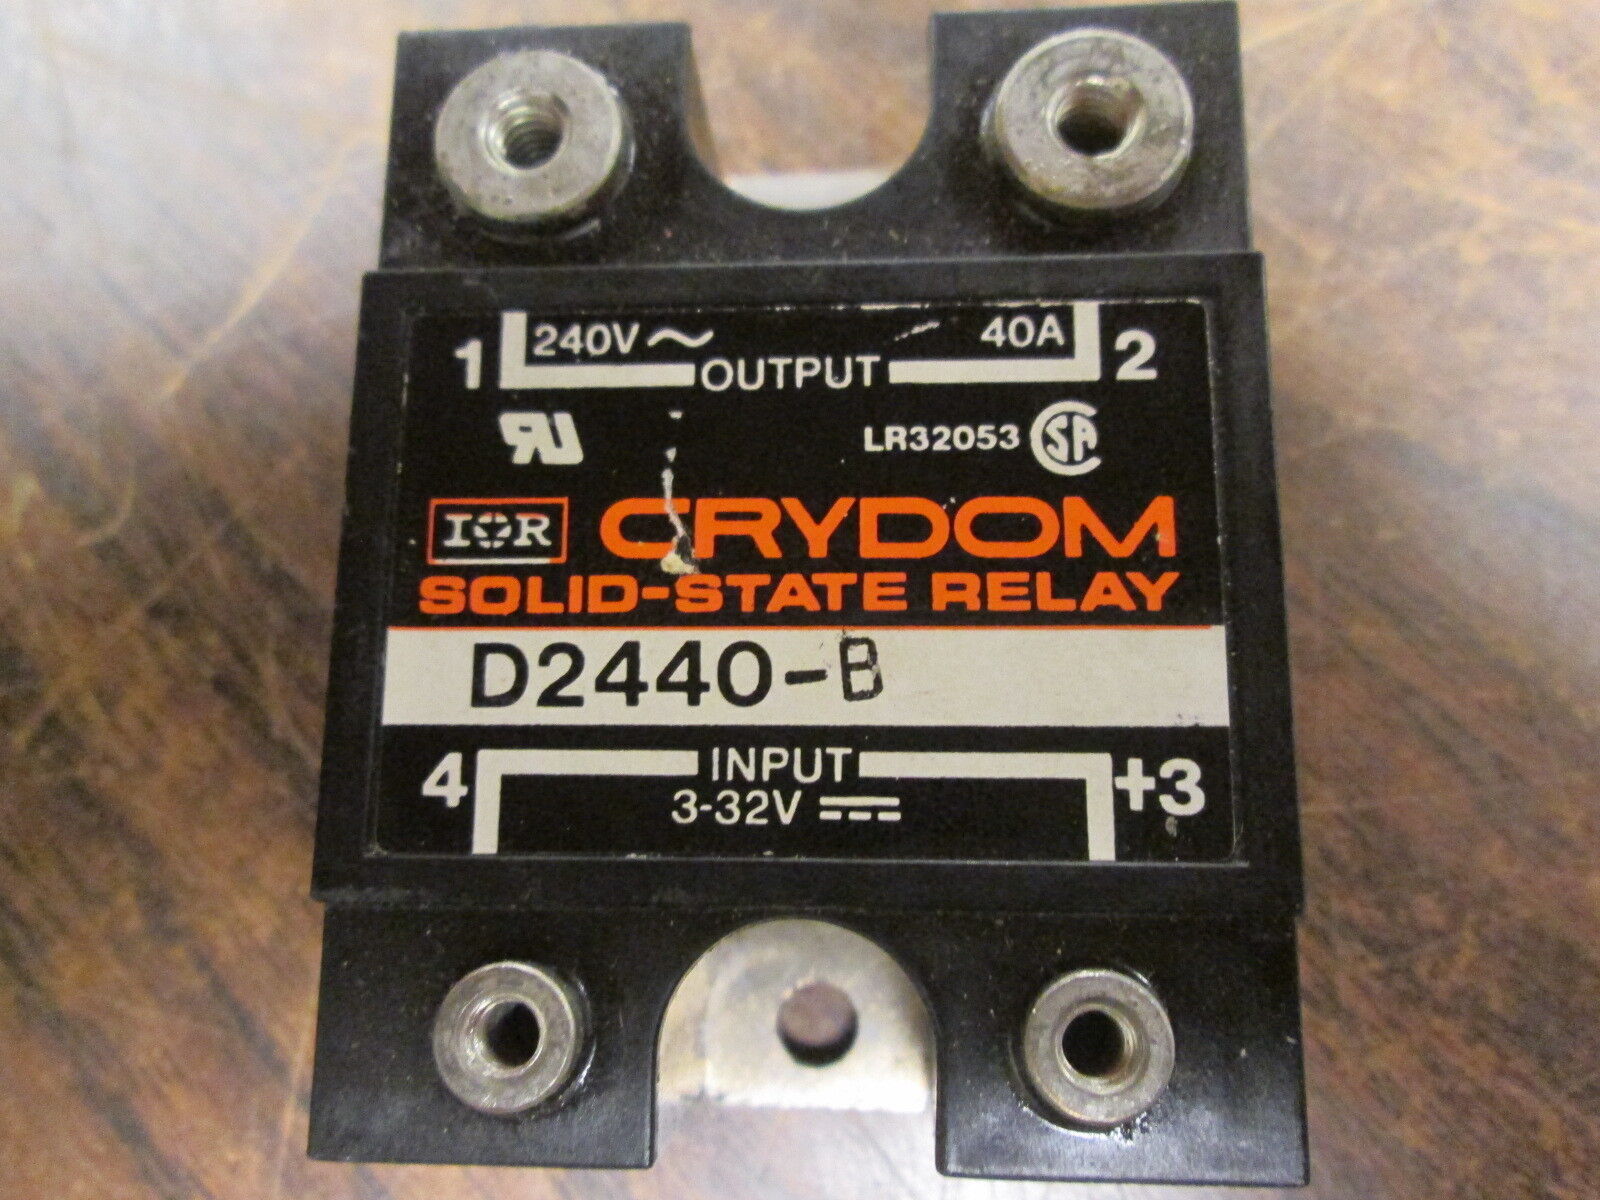 1 240V ~ 40A 2
OUTPUT
LR32053
IOR CRYDOM
SOLID-STATE RELAY
D2440-B
4 INPUT +3
3-32V